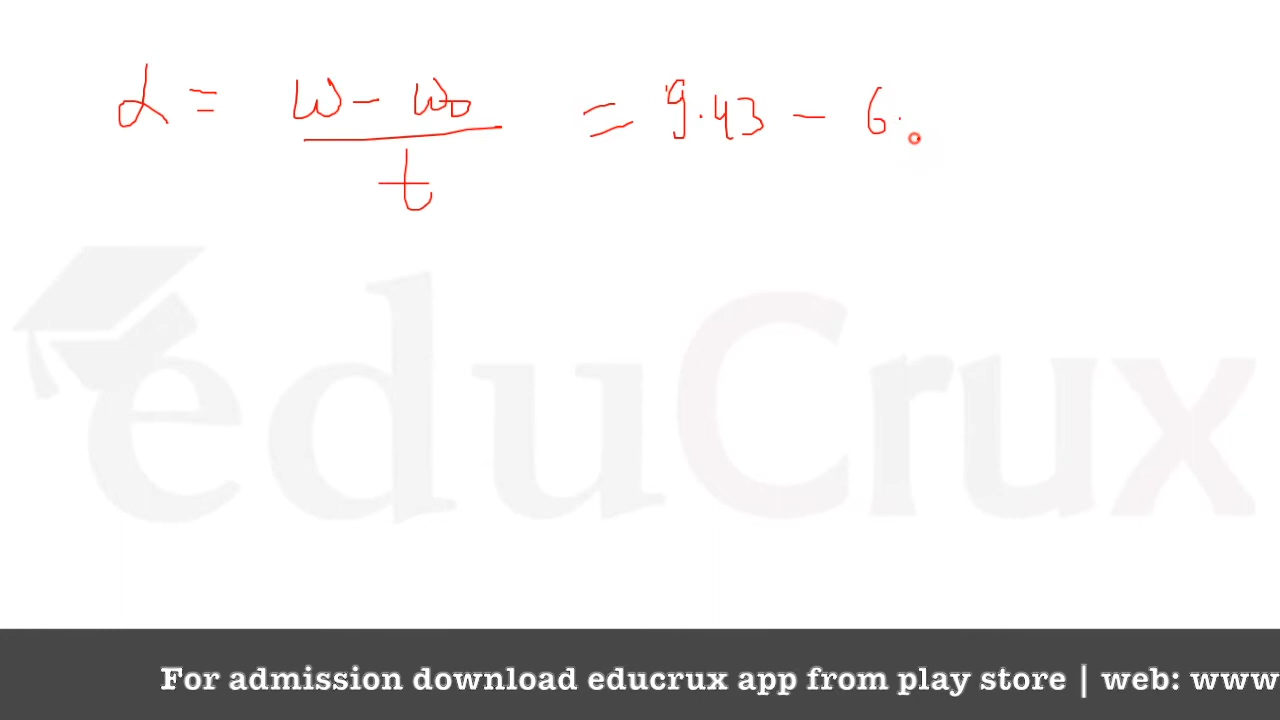 α = ω - ω₀ / t = 9.43 - 6.
eduCrux
For admission download educrux app from play store | web: www